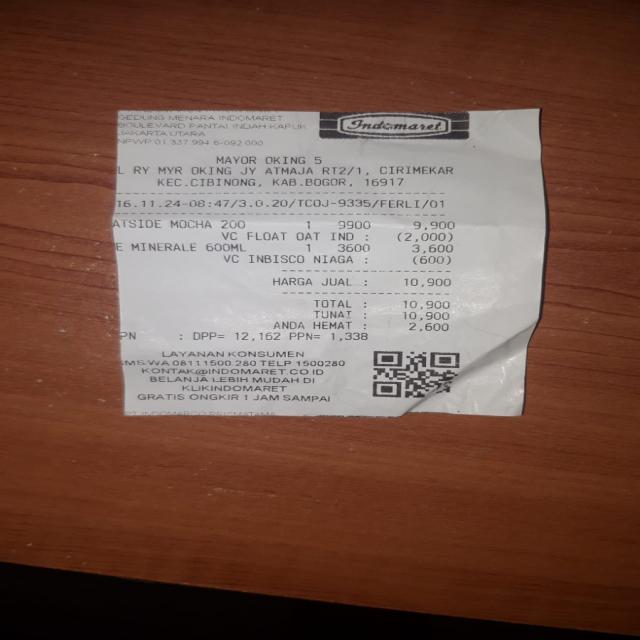 GEDUNG MENARA INDOMARET
BOULEVARD PANTAI INDAH KAPUK
JAKARTA UTARA
NPWP 01 337 994 6-092 000
Indomaret
MAYOR OKING 5
L RY MYR OKING JY ATMAJA RT2/1, CIRIMEKAR
KEC.CIBINONG, KAB.BOGOR, 16917
16.11.24-08:47/3.0.20/TCOJ-9335/FERLI/01
ATSIDE MOCHA 200 1 9900 9,900
VC FLOAT OAT IND : (2,000)
E MINERALE 600ML 1 3600 3,600
VC INBISCO NIAGA : (600)
HARGA JUAL : 10,900
TOTAL : 10,900
TUNAI : 10,900
ANDA HEMAT : 2,600
PN : DPP= 12,162 PPN= 1,338
LAYANAN KONSUMEN
SMS/WA 0811 1500 280 TELP 1500280
KONTAK@INDOMARET.CO.ID
BELANJA LEBIH MUDAH DI
KLIKINDOMARET
GRATIS ONGKIR 1 JAM SAMPAI